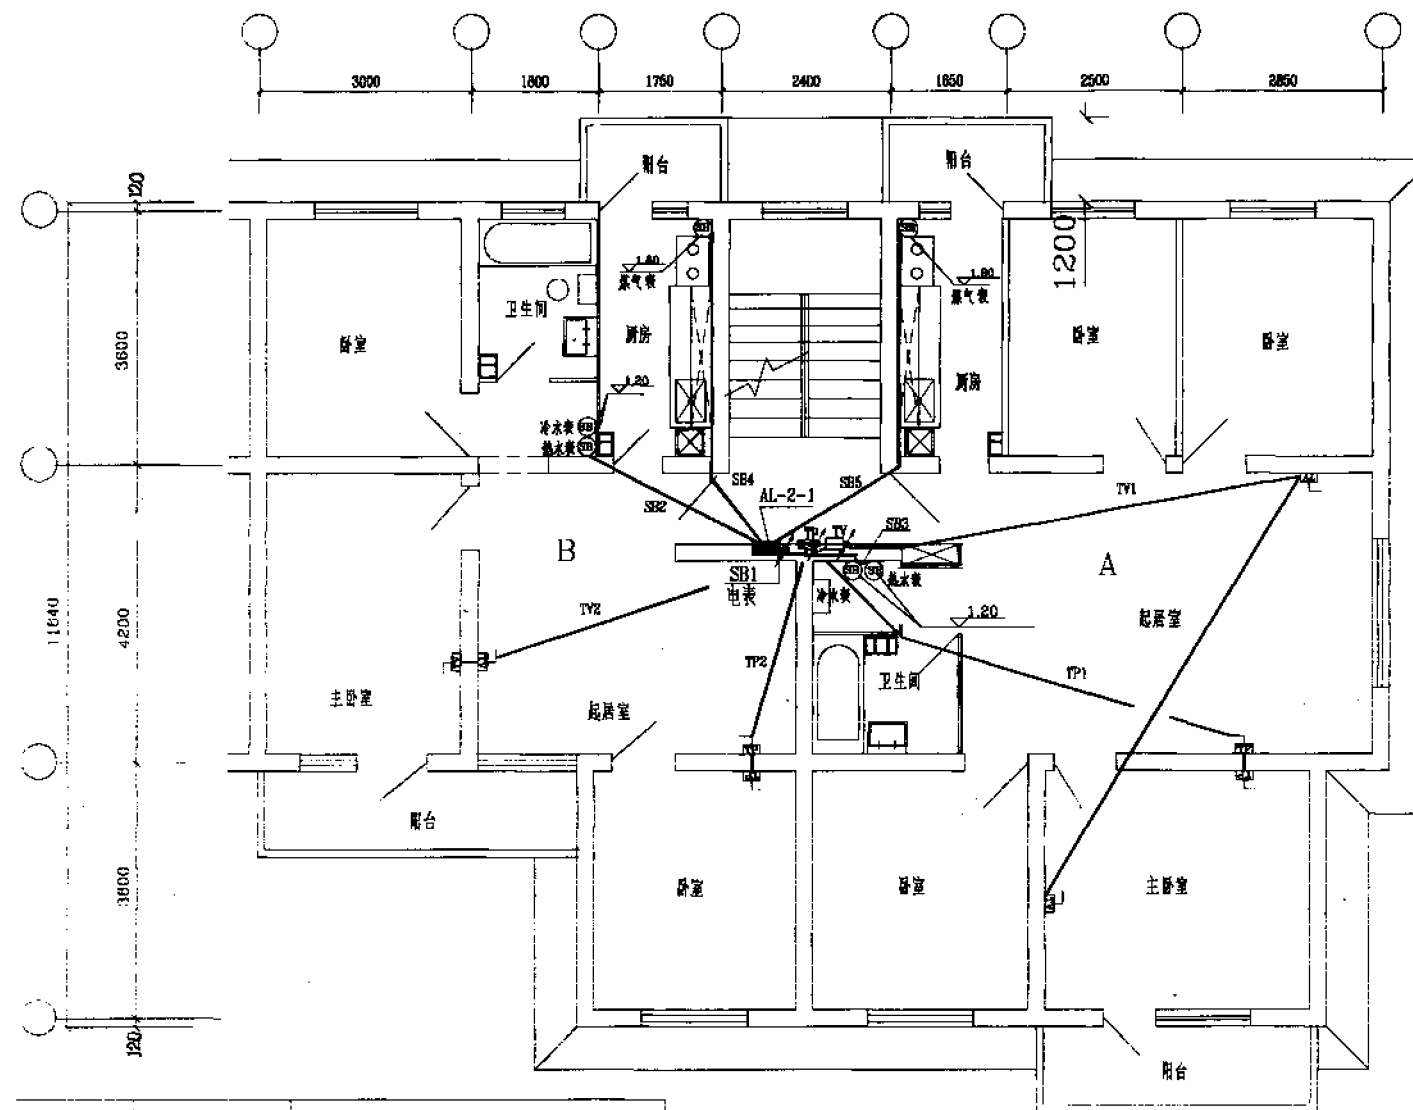 3000
1800
1750
2400
1650
2500
2850
阳台
阳台
120
1200
1.80
煤气表
1.80
煤气表
卫生间
厨房
卧室
卧室
卧室
3600
厨房
1.20
冷水表
热水表
SB4
SB5
TV1
AL-2-1
SB2
TP
TV
SB3
B
A
SB1
电表
热水表
冷水表
TV2
1.20
起居室
11640
4200
TP2
TP1
卫生间
主卧室
起居室
TP
阳台
3600
卧室
卧室
主卧室
120
阳台